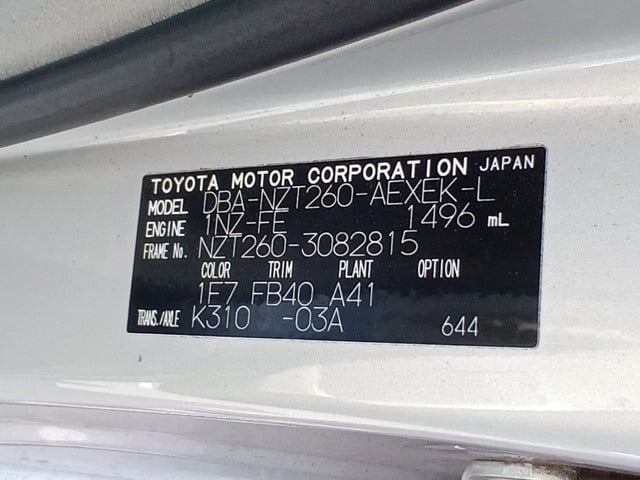 TOYOTA MOTOR CORPORATION JAPAN
MODEL DBA-NZT260-AEXEK-L
ENGINE 1NZ-FE 1496 mL
FRAME No. NZT260-3082815
COLOR TRIM PLANT OPTION
1E7 FB40 A41
TRANS./AXLE K310 -03A 644